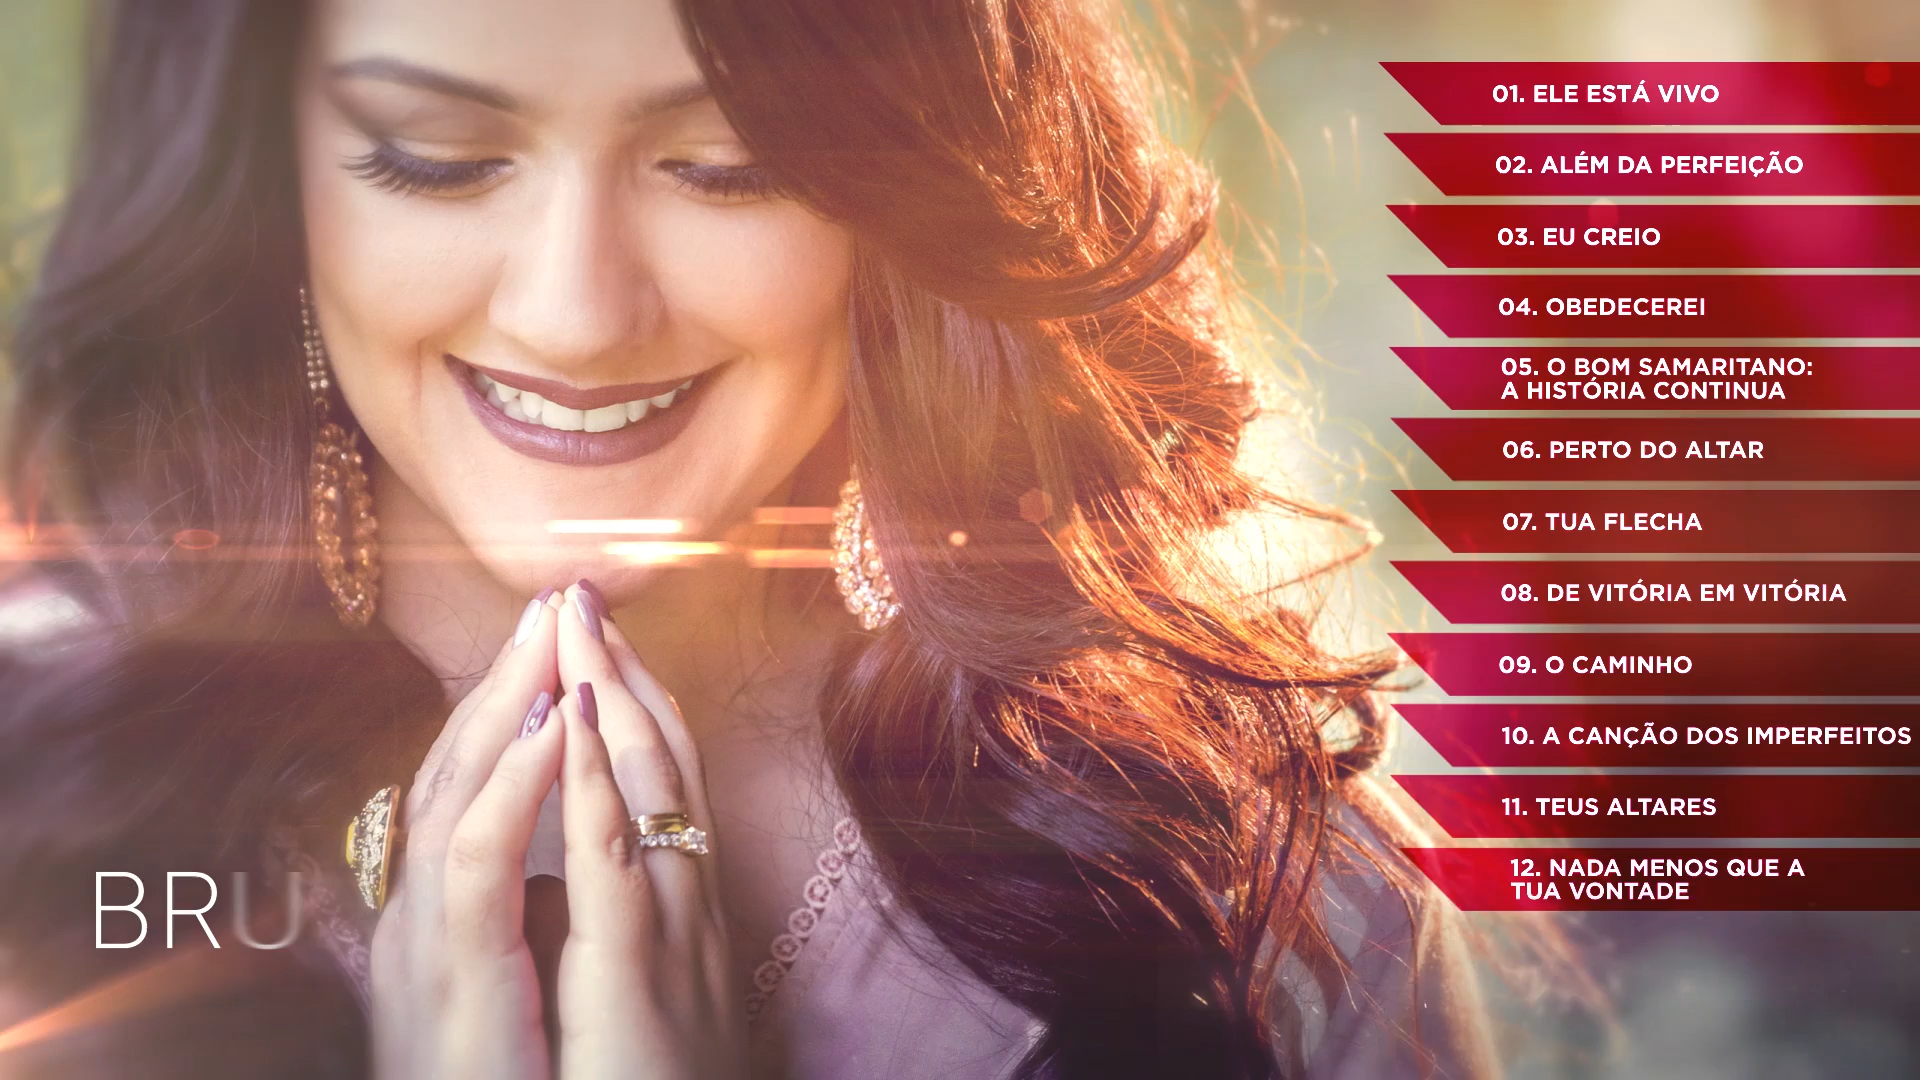 01. ELE ESTÁ VIVO
02. ALÉM DA PERFEIÇÃO
03. EU CREIO
04. OBEDECEREI
05. O BOM SAMARITANO:
A HISTÓRIA CONTINUA
06. PERTO DO ALTAR
07. TUA FLECHA
08. DE VITÓRIA EM VITÓRIA
09. O CAMINHO
10. A CANÇÃO DOS IMPERFEITOS
11. TEUS ALTARES
12. NADA MENOS QUE A
TUA VONTADE
BRU